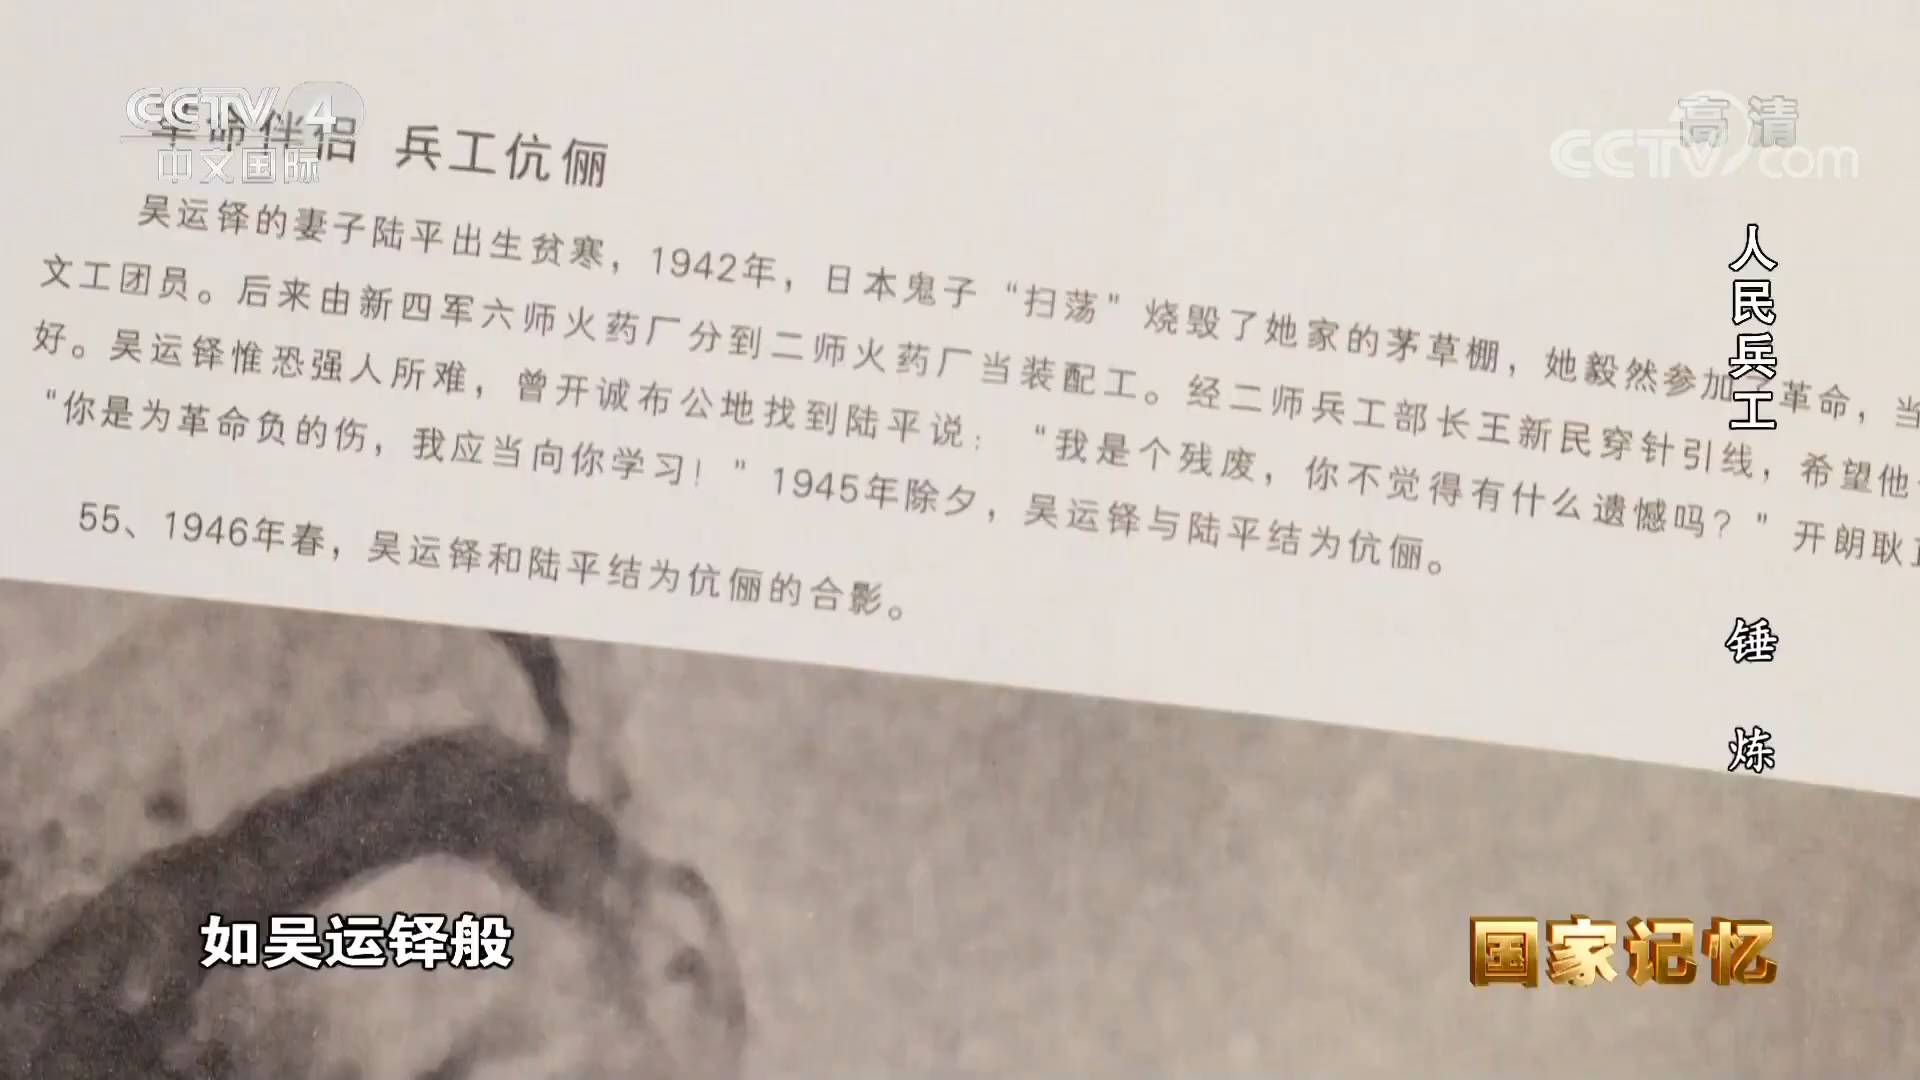 CCTV 4
中文国际
高清
CCTV.com
革命伴侣 兵工伉俪
吴运铎的妻子陆平出生贫寒，1942年，日本鬼子“扫荡”烧毁了她家的茅草棚，她毅然参加了革命，当
文工团员。后来由新四军六师火药厂分到二师火药厂当装配工。经二师兵工部长王新民穿针引线，希望他
好。吴运铎惟恐强人所难，曾开诚布公地找到陆平说：“我是个残废，你不觉得有什么遗憾吗？”开朗耿
“你是为革命负的伤，我应当向你学习！”1945年除夕，吴运铎与陆平结为伉俪。
55、1946年春，吴运铎和陆平结为伉俪的合影。
人民兵工
锤炼
如吴运铎般
国家记忆